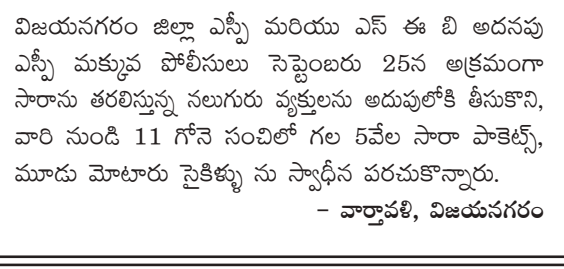 విజయనగరం జిల్లా ఎస్పీ మరియు ఎస్ ఈ బి అదనపు
ఎస్పీ మక్కువ పోలీసులు సెప్టెంబరు 25న అక్రమంగా
సారాను తరలిస్తున్న నలుగురు వ్యక్తులను అదుపులోకి తీసుకొని,
వారి నుండి 11 గోనె సంచిలో గల 5వేల సారా పాకెట్స్,
మూడు మోటారు సైకిళ్ళు ను స్వాధీన పరచుకొన్నారు.
– వార్తావళి, విజయనగరం